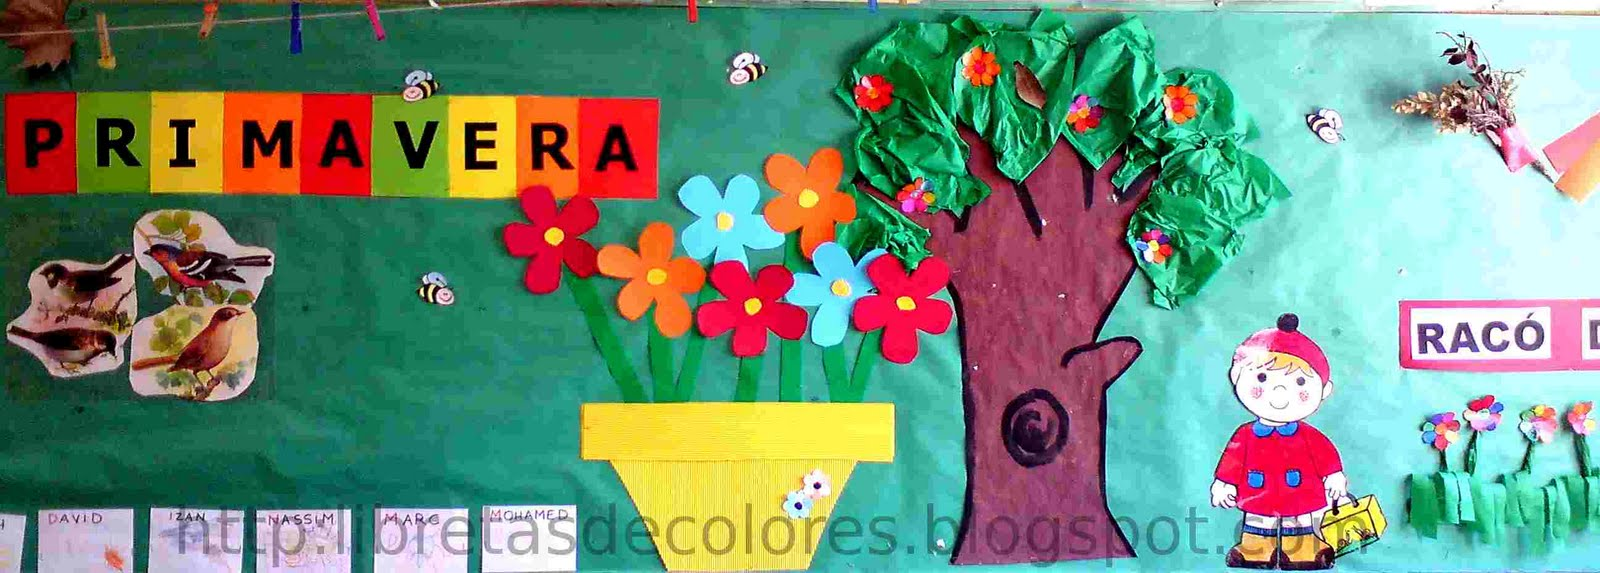 PRIMAVERA
RACÓ
DAVID
IZAN
NASSIM
MARC
MOHAMED
http:libretasdecolores.blogspot.com